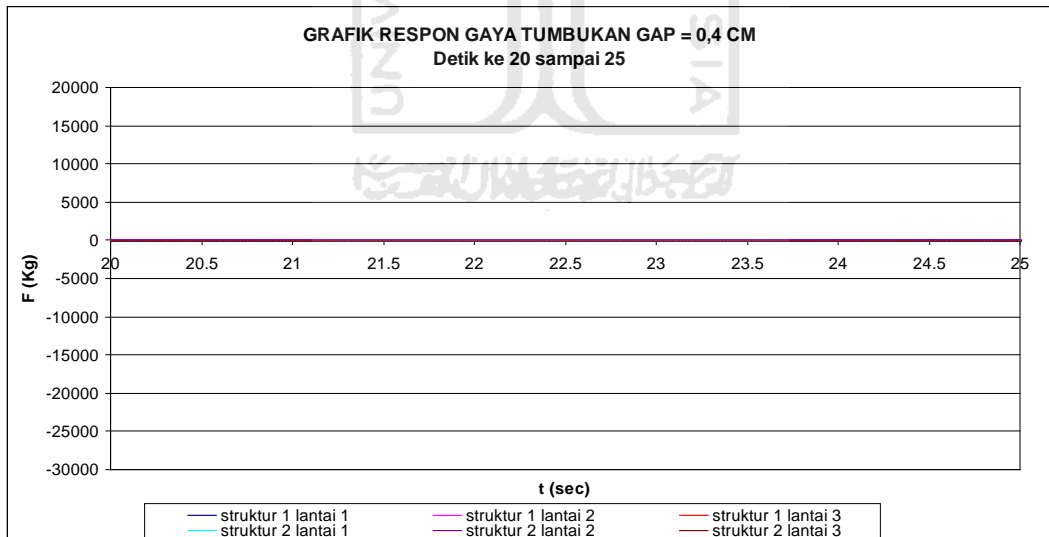 GRAFIK RESPON GAYA TUMBUKAN GAP = 0,4 CM
Detik ke 20 sampai 25
20000
15000
10000
5000
0
-5000
-10000
-15000
-20000
-25000
-30000
20 20.5 21 21.5 22 22.5 23 23.5 24 24.5 25
F (Kg)
t (sec)
struktur 1 lantai 1 struktur 1 lantai 2 struktur 1 lantai 3
struktur 2 lantai 1 struktur 2 lantai 2 struktur 2 lantai 3